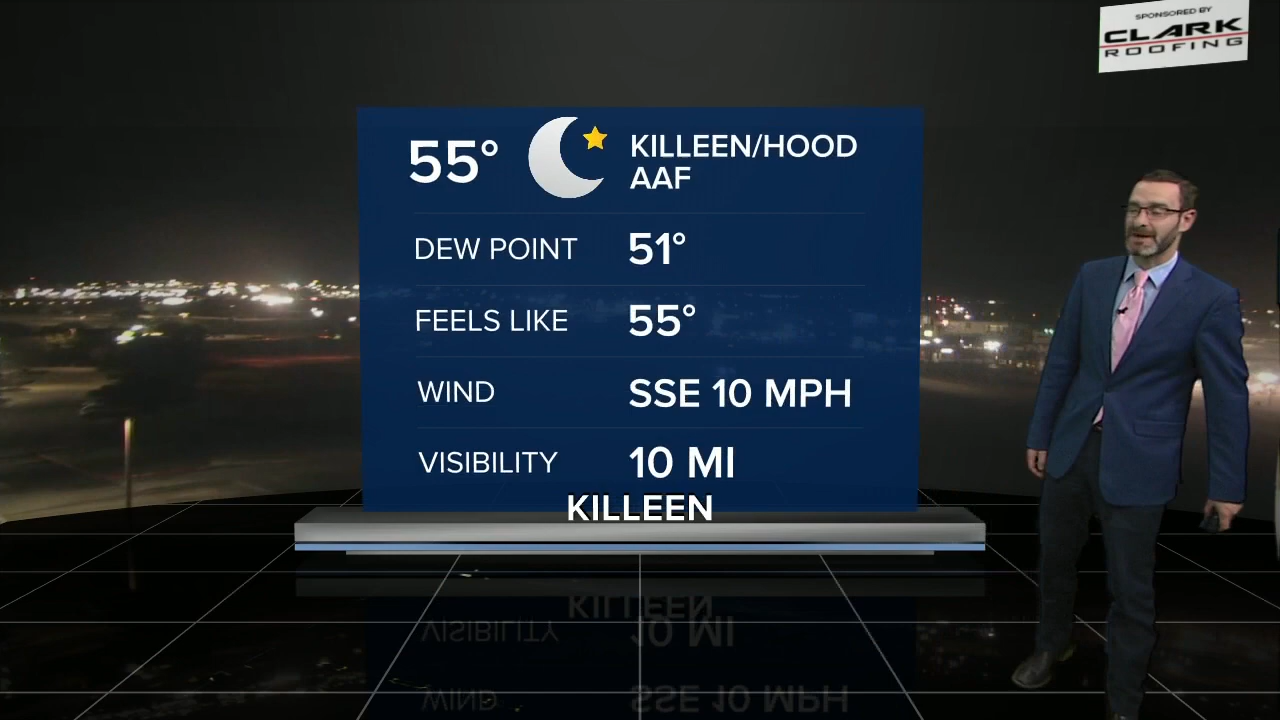 SPONSORED BY
CLARK
ROOFING
55° KILLEEN/HOOD
AAF
DEW POINT 51°
FEELS LIKE 55°
WIND SSE 10 MPH
VISIBILITY 10 MI
KILLEEN